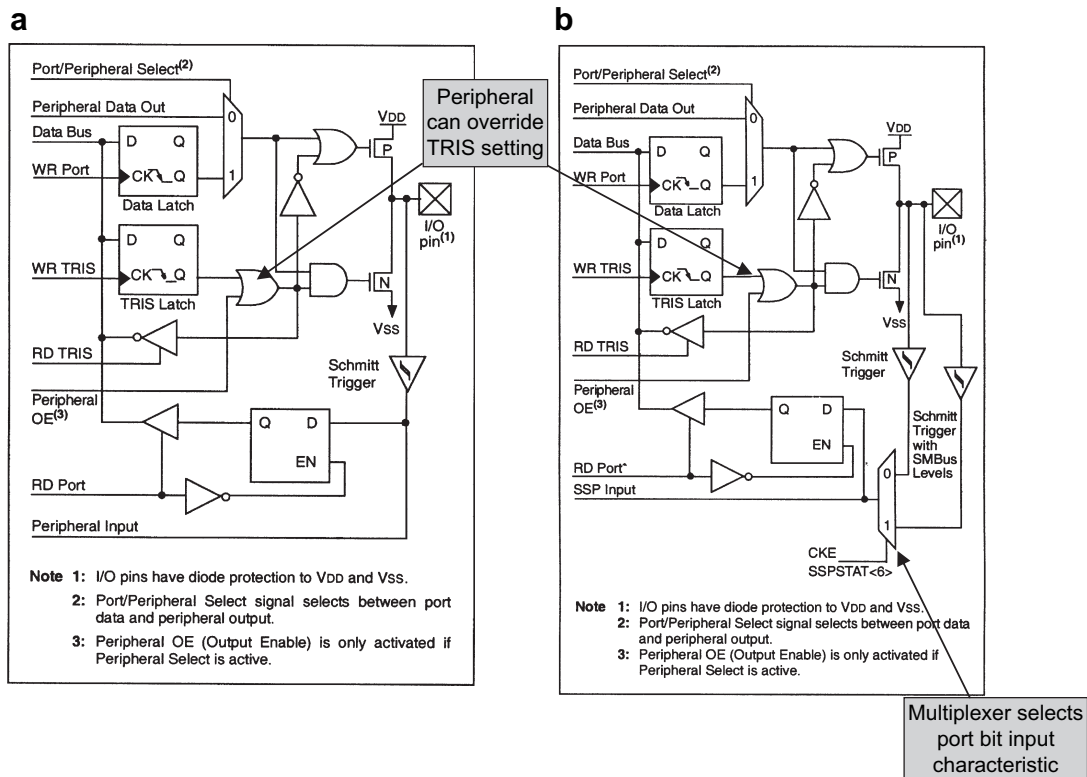 a
Port/Peripheral Select(2)
Peripheral Data Out
Data Bus
WR Port
D Q
CK Q
Data Latch
0
1
VDD
P
I/O
pin(1)
WR TRIS
D Q
CK Q
TRIS Latch
N
VSS
RD TRIS
Schmitt
Trigger
Peripheral
OE(3)
Q D
EN
RD Port
Peripheral Input
Note 1: I/O pins have diode protection to VDD and VSS.
2: Port/Peripheral Select signal selects between port
data and peripheral output.
3: Peripheral OE (Output Enable) is only activated if
Peripheral Select is active.
Peripheral
can override
TRIS setting
b
Port/Peripheral Select(2)
Peripheral Data Out
Data Bus
WR Port
D Q
CK Q
Data Latch
0
1
VDD
P
I/O
pin(1)
WR TRIS
D Q
CK Q
TRIS Latch
N
VSS
RD TRIS
Schmitt
Trigger
Peripheral
OE(3)
Schmitt
Trigger
with
SMBus
Levels
Q D
EN
RD Port*
SSP Input
0
1
CKE
SSPSTAT<6>
Note 1: I/O pins have diode protection to VDD and VSS.
2: Port/Peripheral Select signal selects between port data
and peripheral output.
3: Peripheral OE (Output Enable) is only activated if
Peripheral Select is active.
Multiplexer selects
port bit input
characteristic